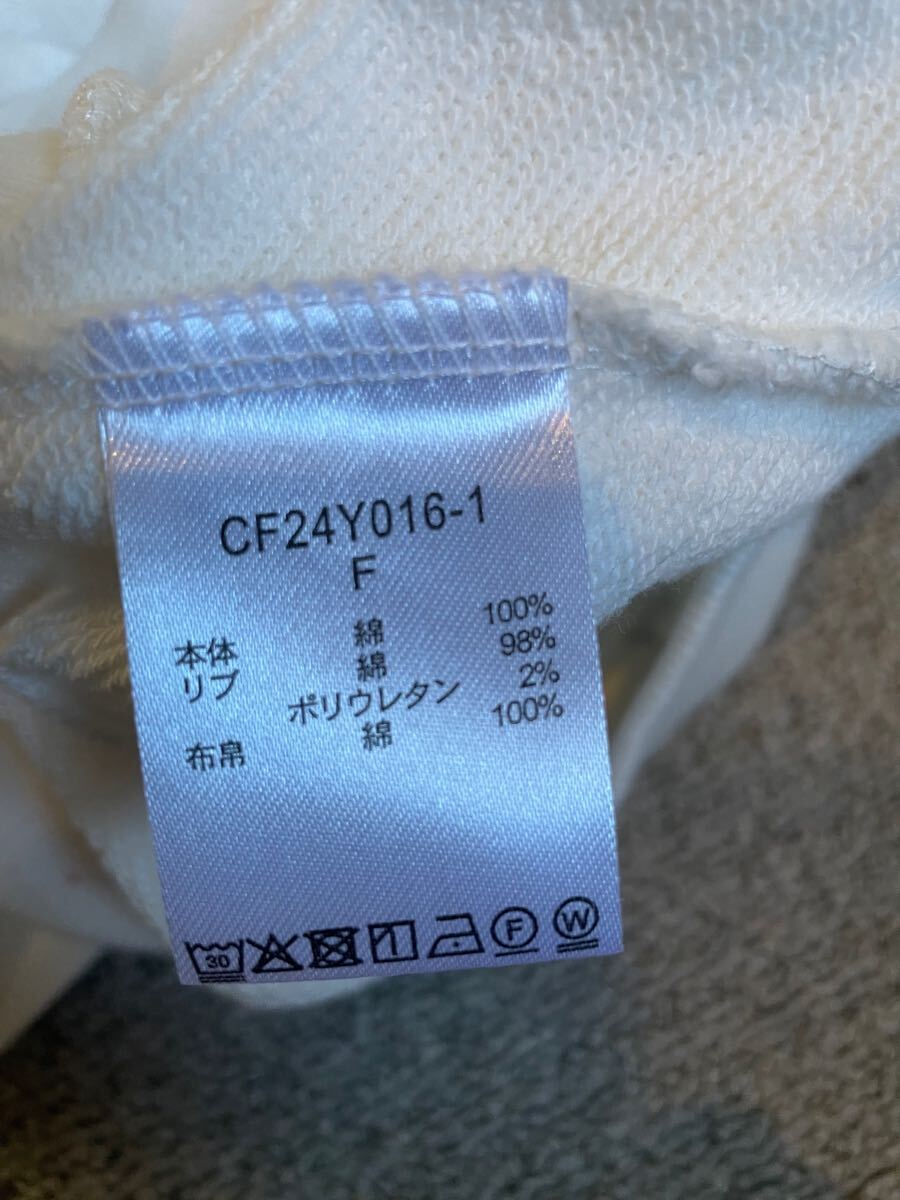 CF24Y016-1
F
本体 綿 100%
リブ 綿 98%
ポリウレタン 2%
布帛 綿 100%
30 F W